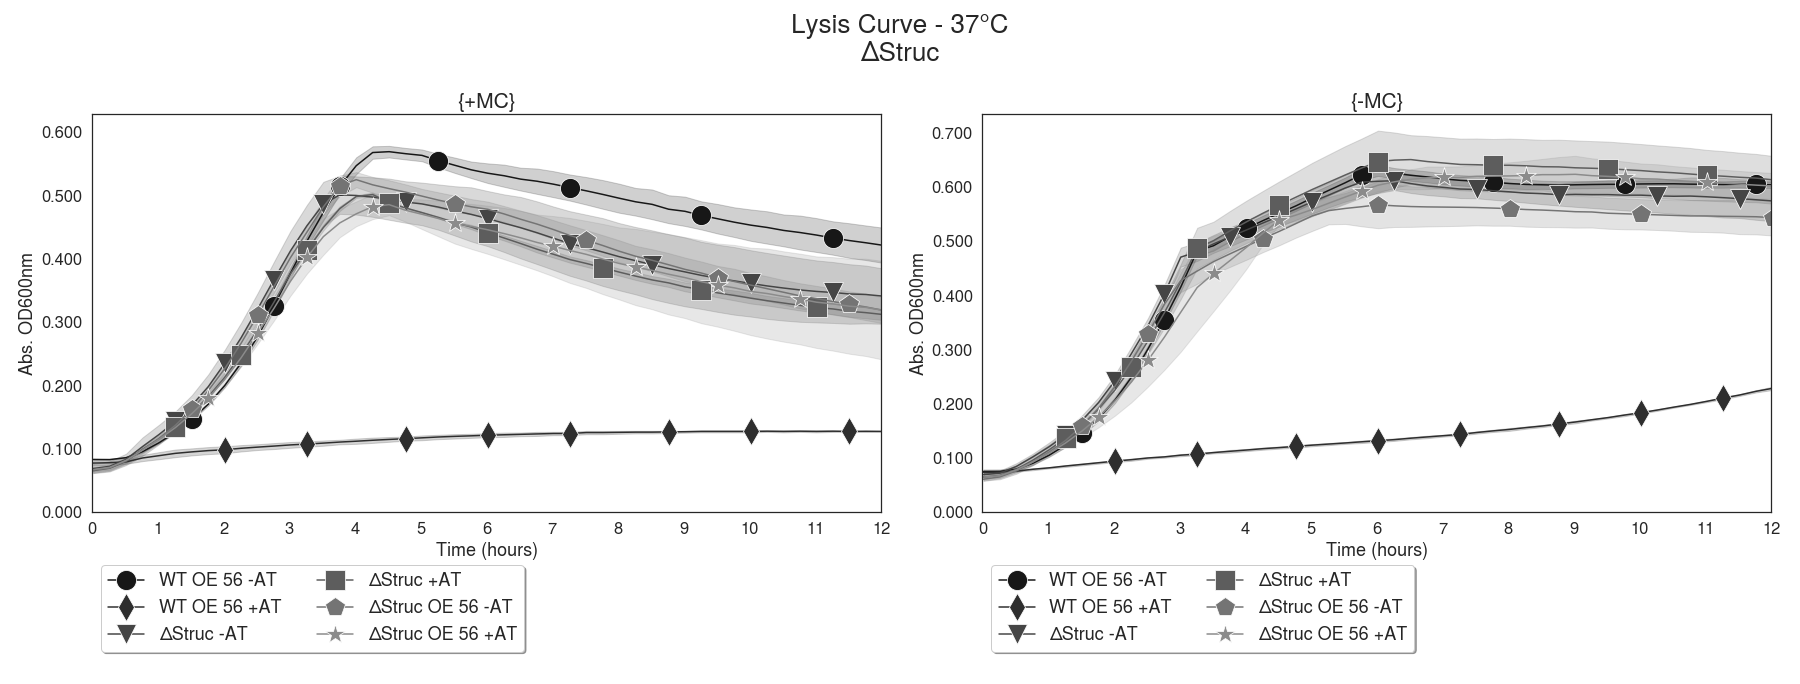 Lysis Curve - 37°C
ΔStruc
{+MC}
0.600
0.500
0.400
0.300
0.200
0.100
0.000
Abs. OD600nm
0 1 2 3 4 5 6 7 8 9 10 11 12
Time (hours)
WT OE 56 -AT
WT OE 56 +AT
ΔStruc -AT
ΔStruc +AT
ΔStruc OE 56 -AT
ΔStruc OE 56 +AT
{-MC}
0.700
0.600
0.500
0.400
0.300
0.200
0.100
0.000
Abs. OD600nm
0 1 2 3 4 5 6 7 8 9 10 11 12
Time (hours)
WT OE 56 -AT
WT OE 56 +AT
ΔStruc -AT
ΔStruc +AT
ΔStruc OE 56 -AT
ΔStruc OE 56 +AT